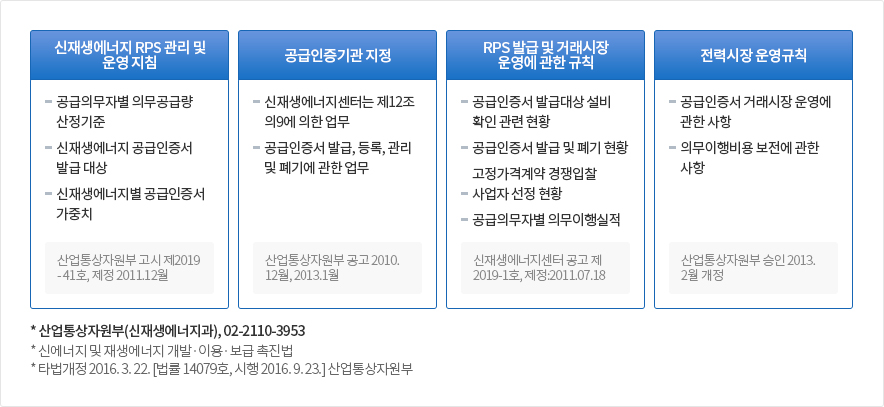 신재생에너지 RPS 관리 및
운영 지침
공급의무자별 의무공급량
산정기준
신재생에너지 공급인증서
발급 대상
신재생에너지별 공급인증서
가중치
산업통상자원부 고시 제2019
- 41호, 제정 2011.12월
공급인증기관 지정
신재생에너지센터는 제12조
의9에 의한 업무
공급인증서 발급, 등록, 관리
및 폐기에 관한 업무
산업통상자원부 공고 2010.
12월, 2013.1월
RPS 발급 및 거래시장
운영에 관한 규칙
공급인증서 발급대상 설비
확인 관련 현황
공급인증서 발급 및 폐기 현황
고정가격계약 경쟁입찰
사업자 선정 현황
공급의무자별 의무이행실적
신재생에너지센터 공고 제
2019-1호, 제정:2011.07.18
전력시장 운영규칙
공급인증서 거래시장 운영에
관한 사항
의무이행비용 보전에 관한
사항
산업통상자원부 승인 2013.
2월 개정
* 산업통상자원부(신재생에너지과), 02-2110-3953
* 신에너지 및 재생에너지 개발·이용·보급 촉진법
* 타법개정 2016. 3. 22. [법률 14079호, 시행 2016. 9. 23.] 산업통상자원부